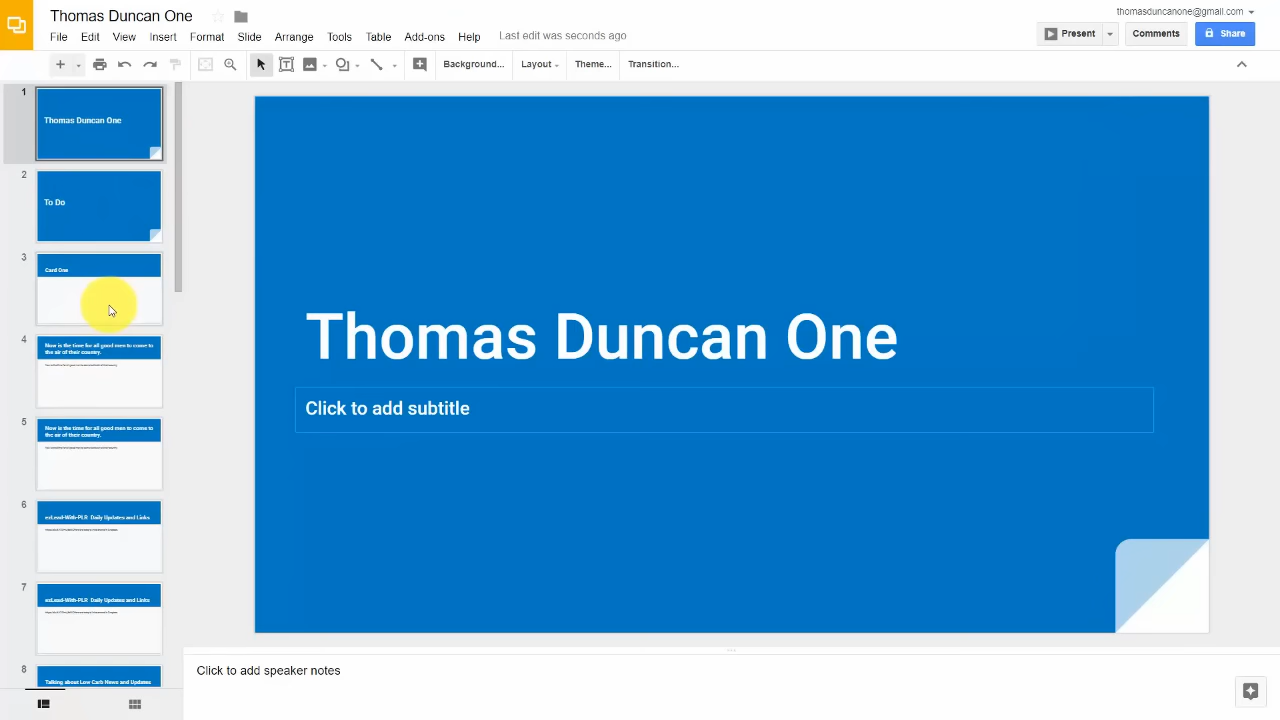 Thomas Duncan One
thomasduncanone@gmail.com
File Edit View Insert Format Slide Arrange Tools Table Add-ons Help Last edit was seconds ago
Present Comments Share
Background... Layout Theme... Transition...
1
Thomas Duncan One
2
To Do
3
Card One
4
Now is the time for all good men to come to
the air of their country.
5
Now is the time for all good men to come to
the air of their country.
6
exLead-With-PLR Daily Updates and Links
7
exLead-With-PLR Daily Updates and Links
8
Talking about Low Carb News and Updates
Thomas Duncan One
Click to add subtitle
Click to add speaker notes